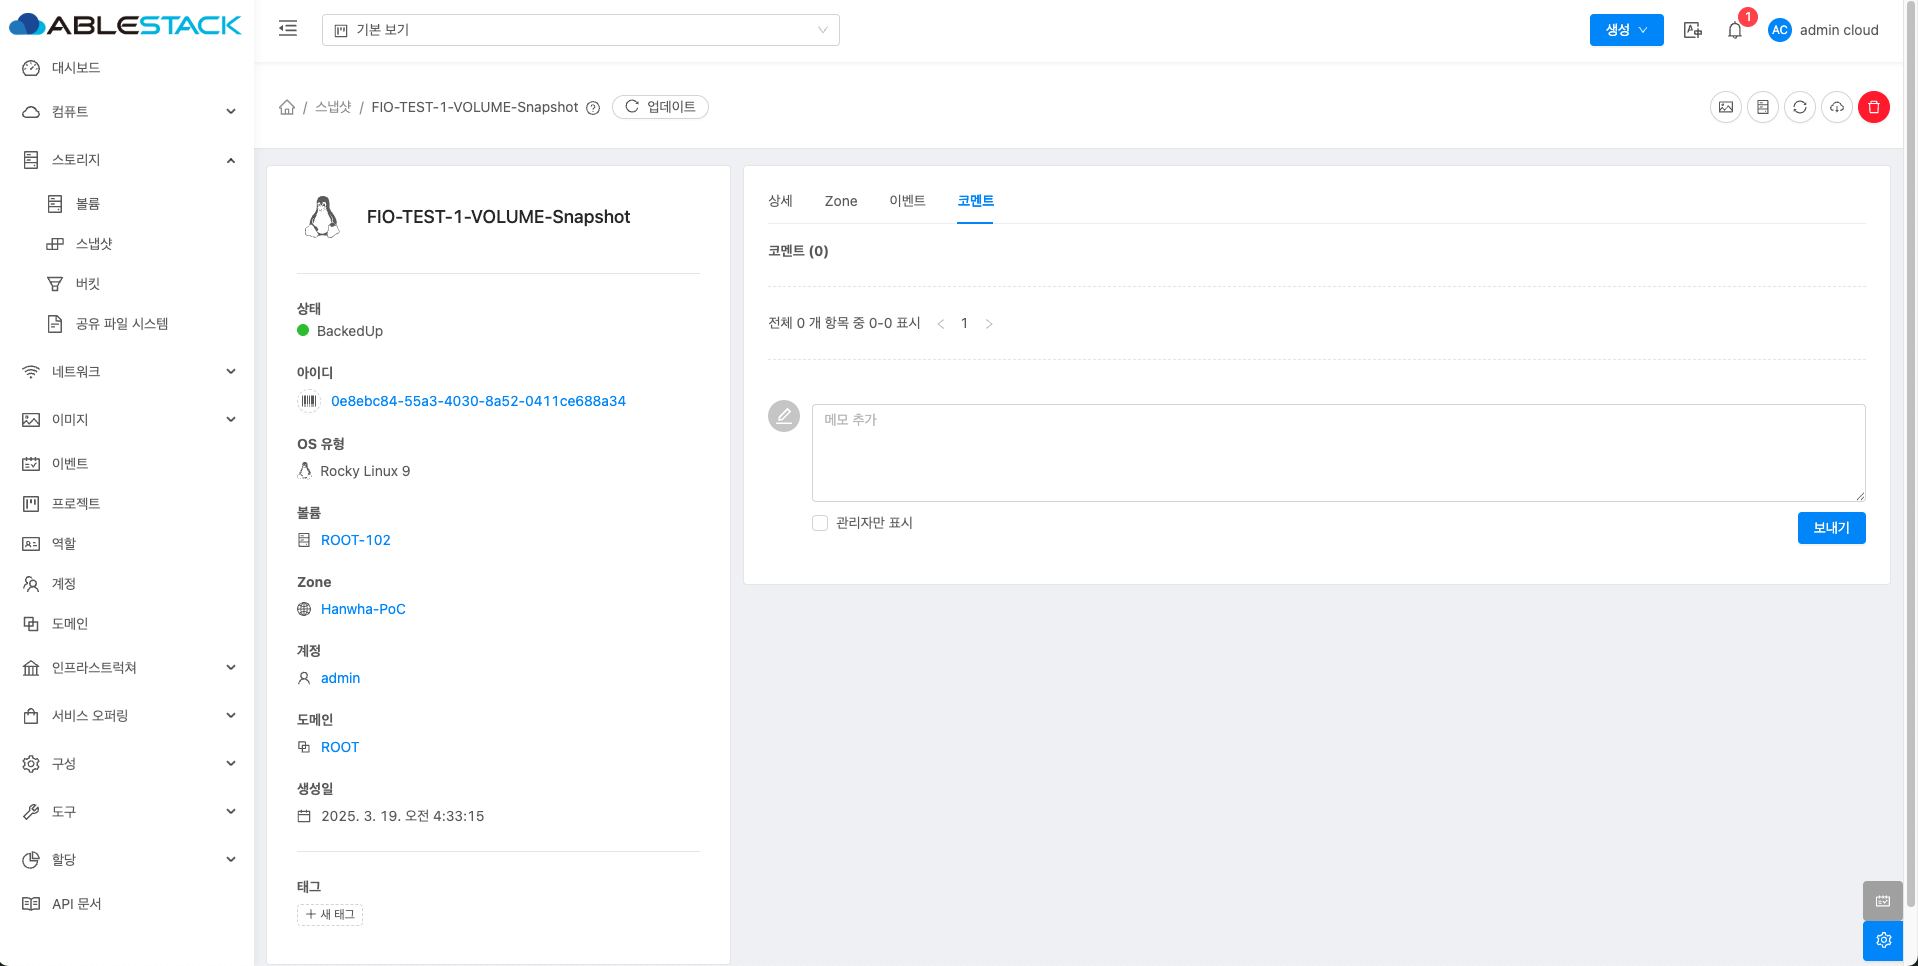 ABLESTACK
기본 보기
생성
1
AC
admin cloud
대시보드
컴퓨트
스토리지
볼륨
스냅샷
버킷
공유 파일 시스템
네트워크
이미지
이벤트
프로젝트
역할
계정
도메인
인프라스트럭쳐
서비스 오퍼링
구성
도구
할당
API 문서
/ 스냅샷 / FIO-TEST-1-VOLUME-Snapshot
업데이트
FIO-TEST-1-VOLUME-Snapshot
상태
BackedUp
아이디
0e8ebc84-55a3-4030-8a52-0411ce688a34
OS 유형
Rocky Linux 9
볼륨
ROOT-102
Zone
Hanwha-PoC
계정
admin
도메인
ROOT
생성일
2025. 3. 19. 오전 4:33:15
태그
+ 새 태그
상세 Zone 이벤트 코멘트
코멘트 (0)
전체 0 개 항목 중 0-0 표시 < 1 >
메모 추가
관리자만 표시
보내기